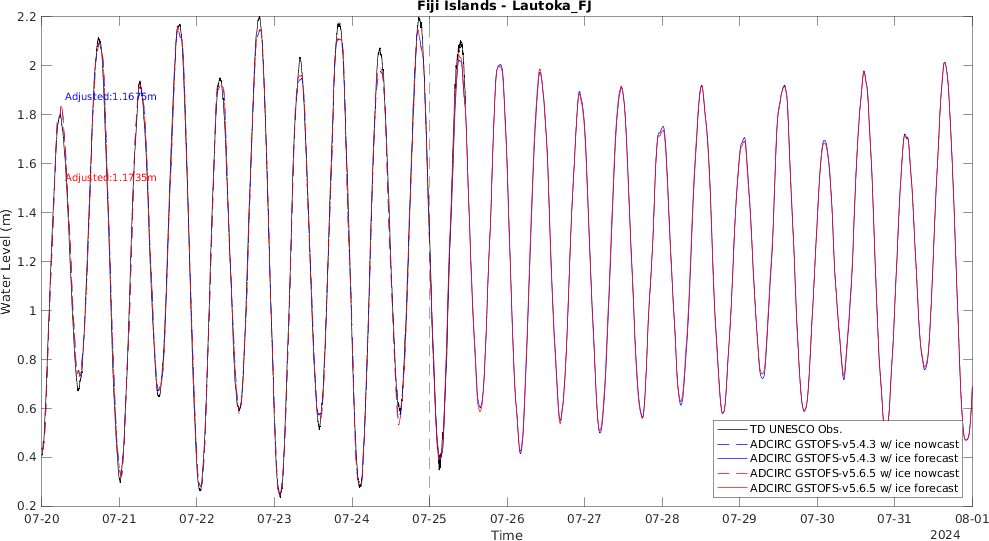 Fiji Islands - Lautoka_FJ
2.2
2
1.8
1.6
1.4
1.2
1
0.8
0.6
0.4
0.2
Water Level (m)
Adjusted:1.1675m
Adjusted:1.1735m
TD UNESCO Obs.
ADCIRC GSTOFS-v5.4.3 w/ ice nowcast
ADCIRC GSTOFS-v5.4.3 w/ ice forecast
ADCIRC GSTOFS-v5.6.5 w/ ice nowcast
ADCIRC GSTOFS-v5.6.5 w/ ice forecast
07-20 07-21 07-22 07-23 07-24 07-25 07-26 07-27 07-28 07-29 07-30 07-31 08-01
Time
2024